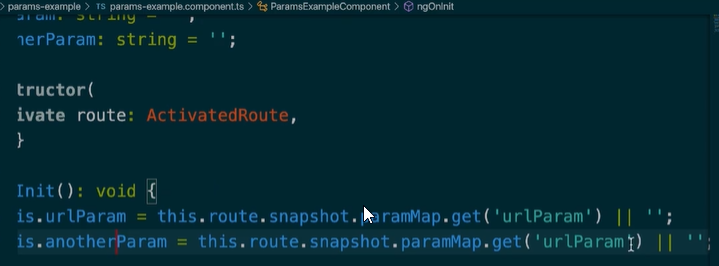 params-example > TS params-example.component.ts > ParamsExampleComponent > ngOnInit
aram: string = '';
herParam: string = '';
tructor(
ivate route: ActivatedRoute,
}
Init(): void {
is.urlParam = this.route.snapshot.paramMap.get('urlParam') || '';
is.anotherParam = this.route.snapshot.paramMap.get('urlParam') || '';